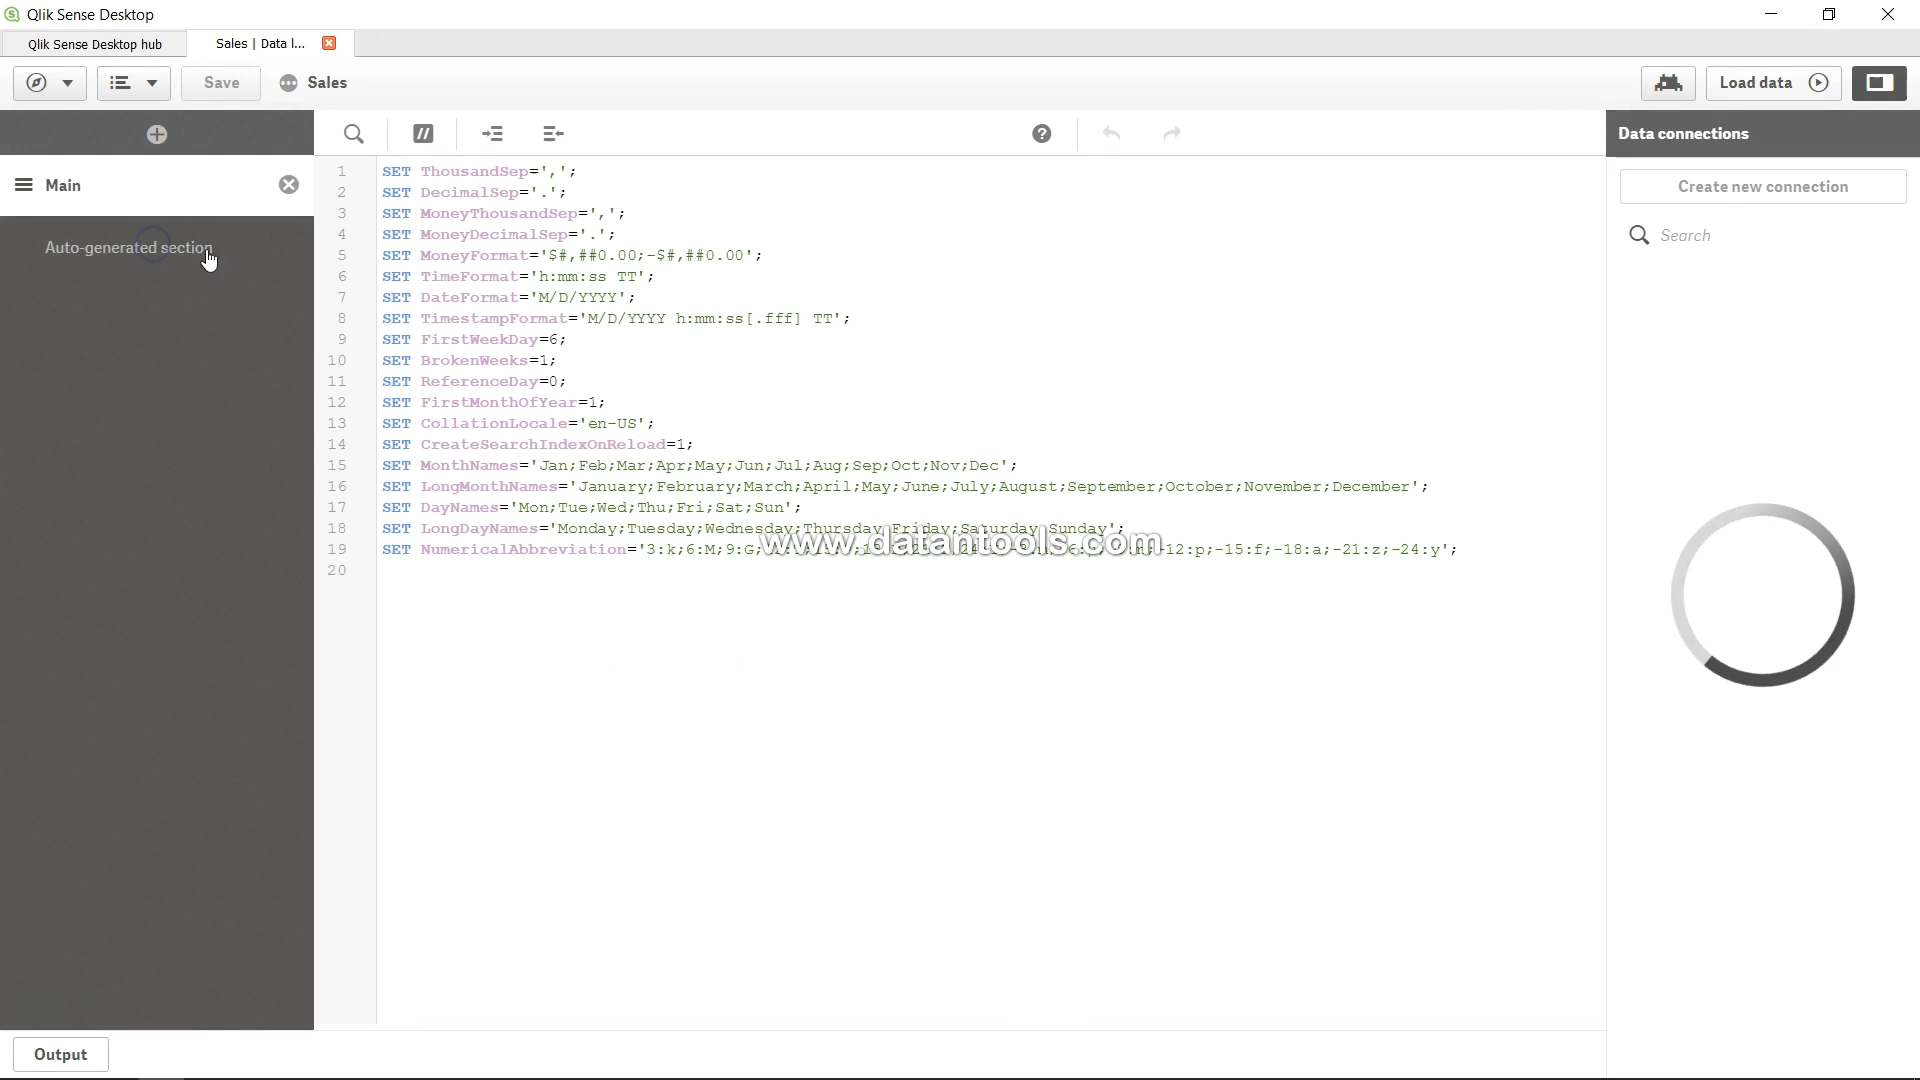 Qlik Sense Desktop
Qlik Sense Desktop hub
Sales | Data l...
Save
Sales
Load data
Data connections
Main
Create new connection
Search
Auto-generated section
1 SET ThousandSep=',';
2 SET DecimalSep='.';
3 SET MoneyThousandSep=',';
4 SET MoneyDecimalSep='.';
5 SET MoneyFormat='$#,##0.00;-$#,##0.00';
6 SET TimeFormat='h:mm:ss TT';
7 SET DateFormat='M/D/YYYY';
8 SET TimestampFormat='M/D/YYYY h:mm:ss[.fff] TT';
9 SET FirstWeekDay=6;
10 SET BrokenWeeks=1;
11 SET ReferenceDay=0;
12 SET FirstMonthOfYear=1;
13 SET CollationLocale='en-US';
14 SET CreateSearchIndexOnReload=1;
15 SET MonthNames='Jan;Feb;Mar;Apr;May;Jun;Jul;Aug;Sep;Oct;Nov;Dec';
16 SET LongMonthNames='January;February;March;April;May;June;July;August;September;October;November;December';
17 SET DayNames='Mon;Tue;Wed;Thu;Fri;Sat;Sun';
18 SET LongDayNames='Monday;Tuesday;Wednesday;Thursday;Friday;Saturday;Sunday';
www.datantools.com
19 SET NumericalAbbreviation='3:k;6:M;9:G; -12:p;-15:f;-18:a;-21:z;-24:y';
20
Output